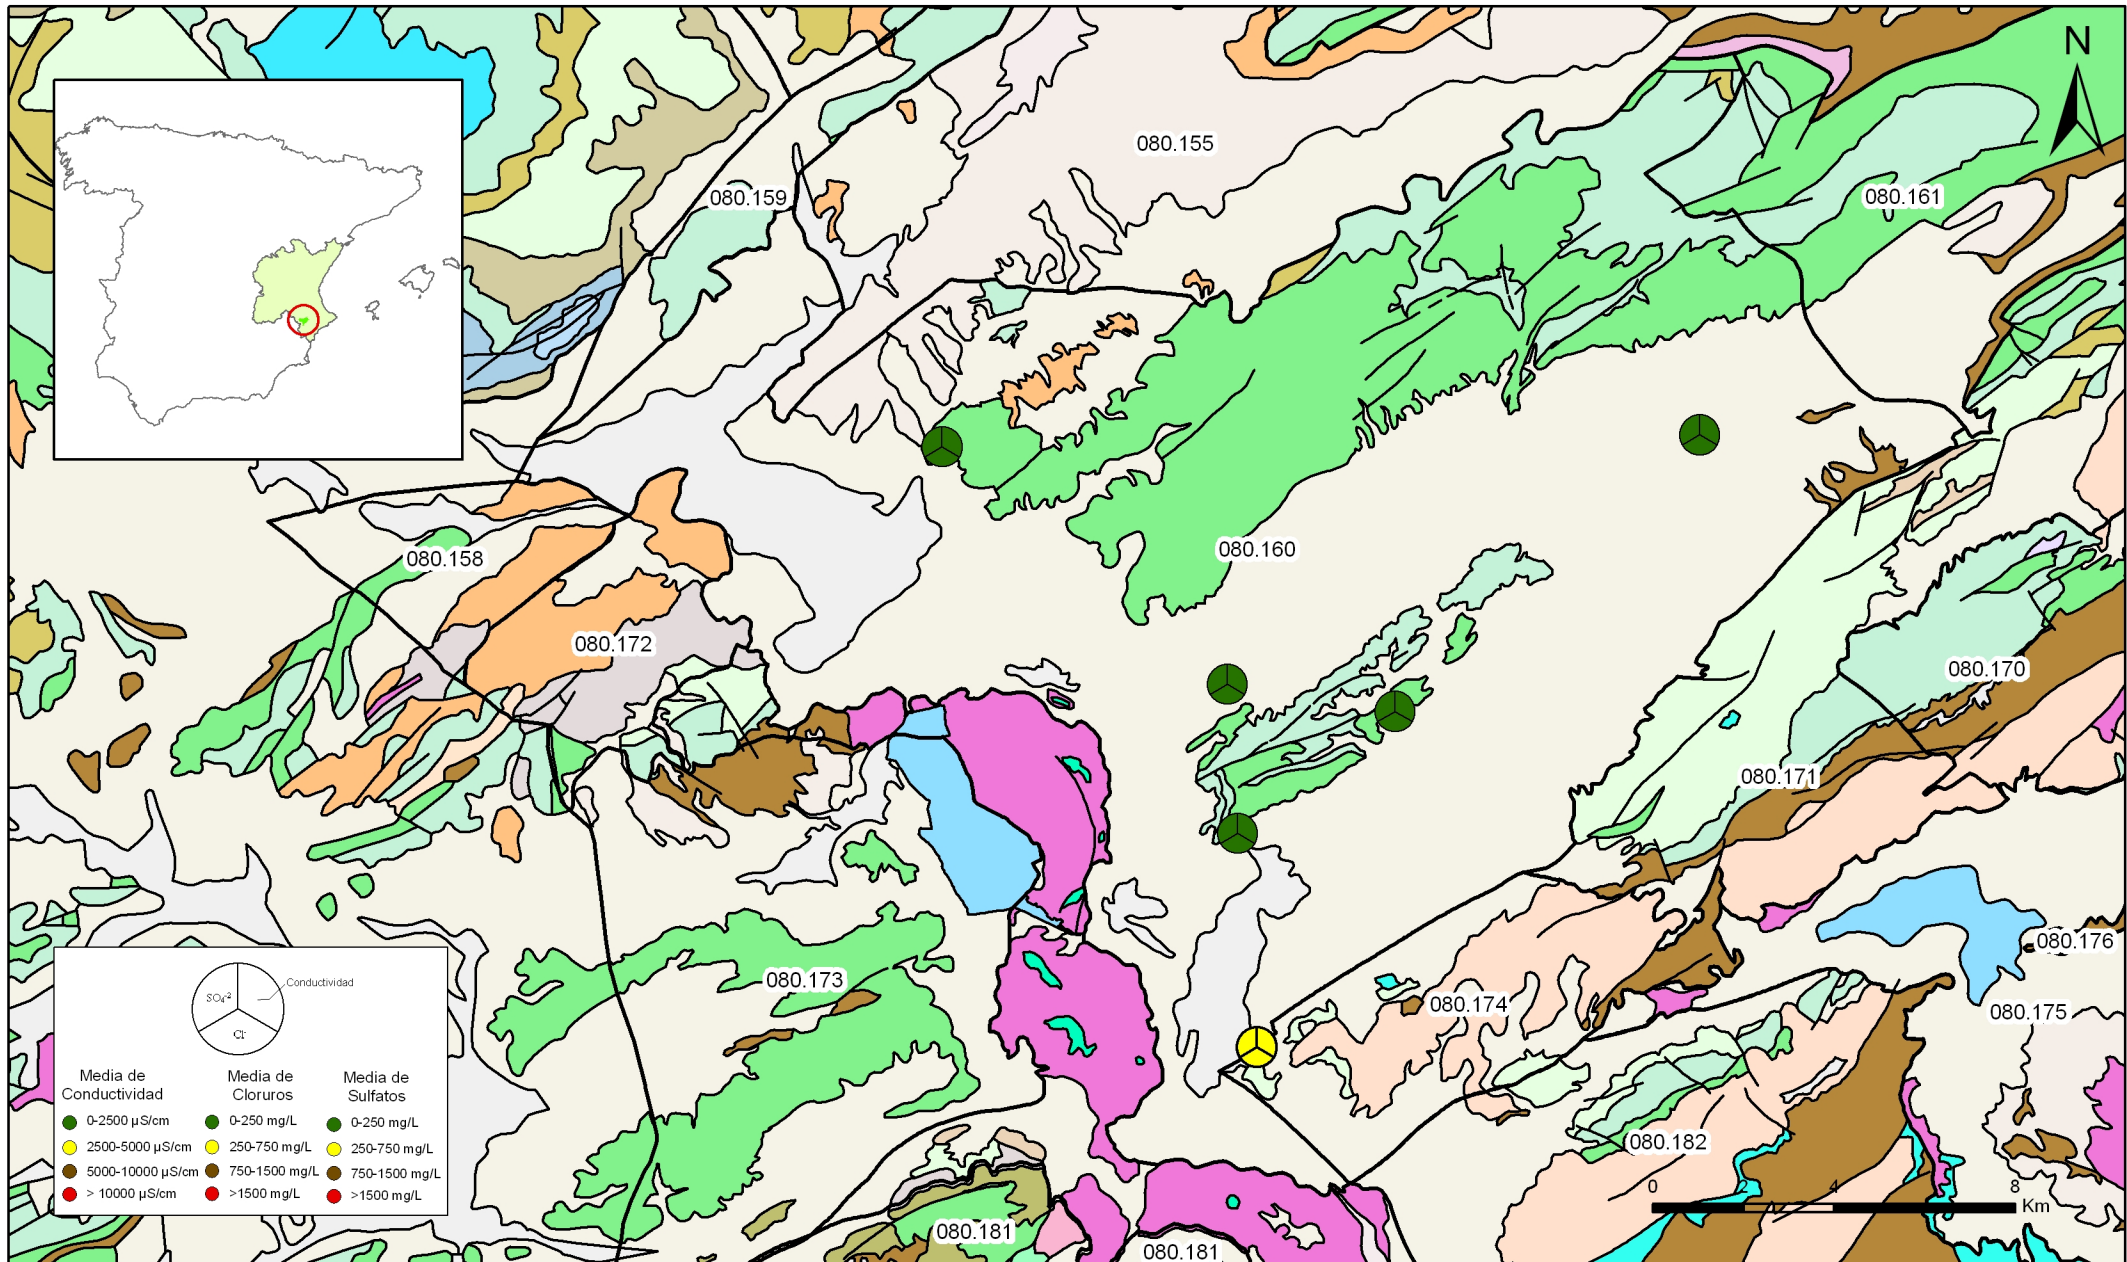 N
080.155
080.159
080.161
080.158
080.160
080.172
080.170
080.171
080.176
080.173
080.174
080.175
080.182
080.181
080.181
SO₄⁻²
Conductividad
Cl⁻
Media de Conductividad
Media de Cloruros
Media de Sulfatos
0-2500 µS/cm
0-250 mg/L
0-250 mg/L
2500-5000 µS/cm
250-750 mg/L
250-750 mg/L
5000-10000 µS/cm
750-1500 mg/L
750-1500 mg/L
> 10000 µS/cm
>1500 mg/L
>1500 mg/L
0 2 4 8
Km